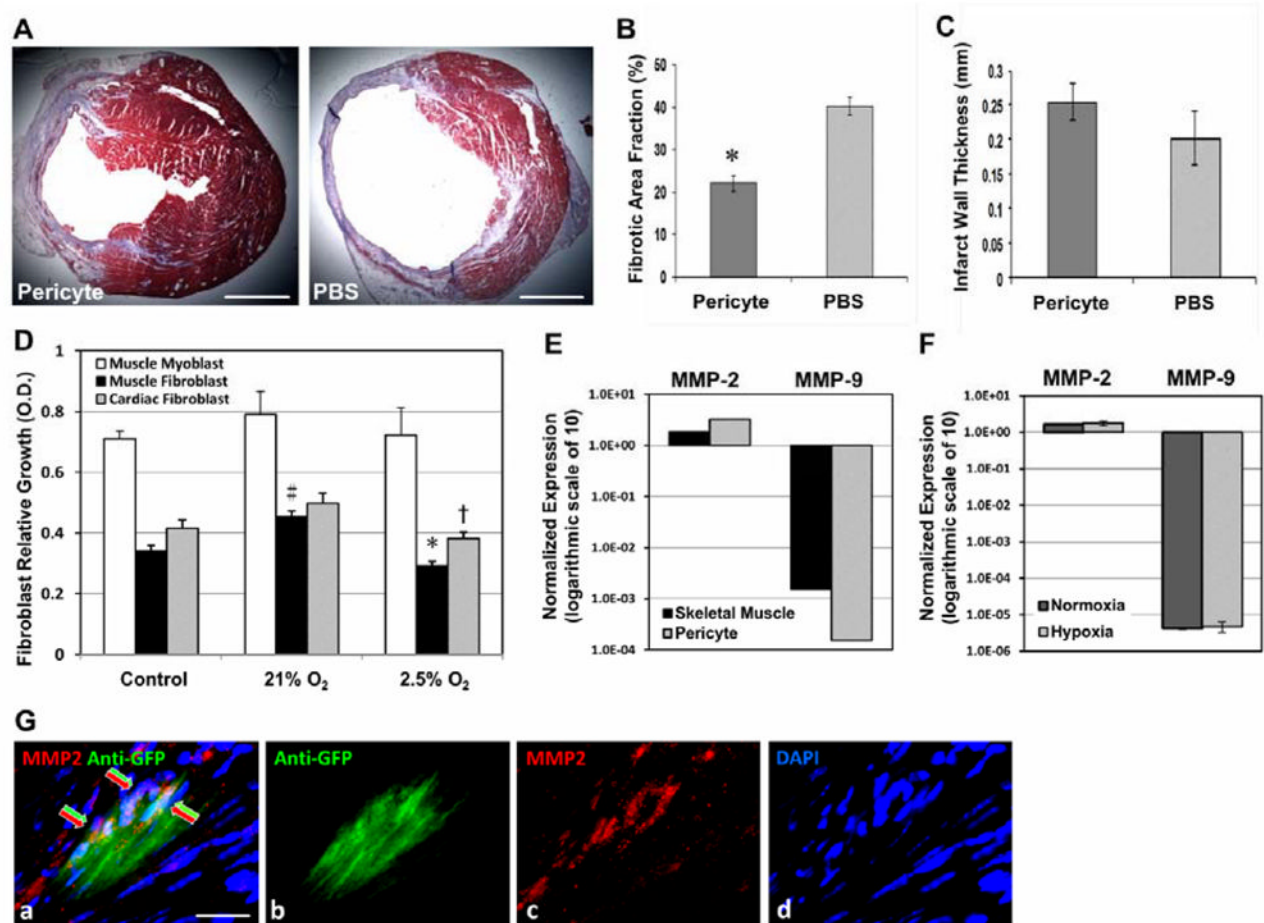 A
Pericyte
PBS
B
Fibrotic Area Fraction (%)
50
40
30
20
10
0
*
Pericyte
PBS
C
Infarct Wall Thickness (mm)
0.3
0.25
0.2
0.15
0.1
0.05
0
Pericyte
PBS
D
Fibroblast Relative Growth (O.D.)
1
0.8
0.6
0.4
0.2
0
Muscle Myoblast
Muscle Fibroblast
Cardiac Fibroblast
‡
*
†
Control
21% O₂
2.5% O₂
E
MMP-2
MMP-9
Normalized Expression
(logarithmic scale of 10)
1.0E+01
1.0E+00
1.0E-01
1.0E-02
1.0E-03
1.0E-04
Skeletal Muscle
Pericyte
F
MMP-2
MMP-9
Normalized Expression
(logarithmic scale of 10)
1.0E+01
1.0E+00
1.0E-01
1.0E-02
1.0E-03
1.0E-04
1.0E-05
1.0E-06
Normoxia
Hypoxia
G
MMP2 Anti-GFP
a
Anti-GFP
b
MMP2
c
DAPI
d